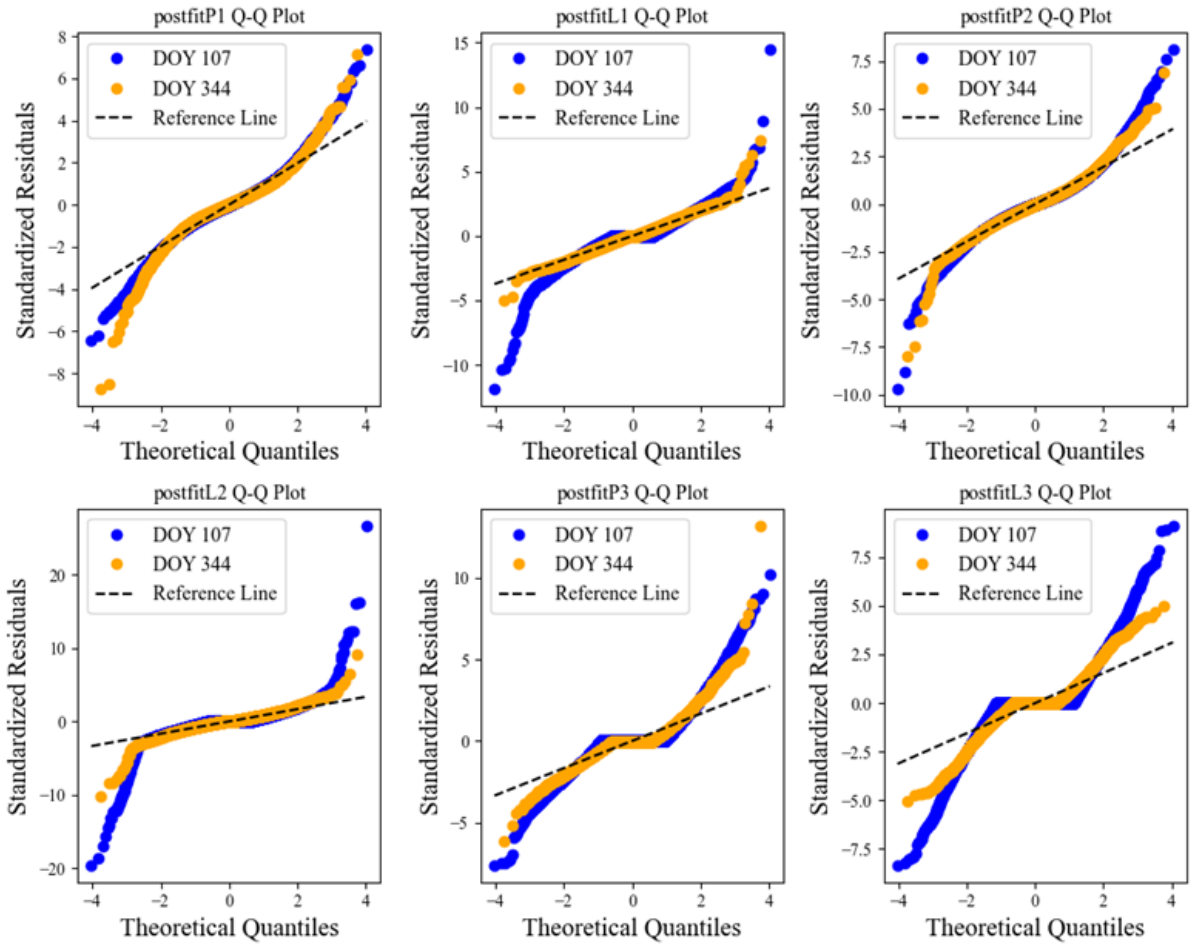 postfitP1 Q-Q Plot
8
6
4
2
0
−2
−4
−6
−8
Standardized Residuals
DOY 107
DOY 344
Reference Line
−4 −2 0 2 4
Theoretical Quantiles
postfitL1 Q-Q Plot
15
10
5
0
−5
−10
Standardized Residuals
DOY 107
DOY 344
Reference Line
−4 −2 0 2 4
Theoretical Quantiles
postfitP2 Q-Q Plot
7.5
5.0
2.5
0.0
−2.5
−5.0
−7.5
−10.0
Standardized Residuals
DOY 107
DOY 344
Reference Line
−4 −2 0 2 4
Theoretical Quantiles
postfitL2 Q-Q Plot
20
10
0
−10
−20
Standardized Residuals
DOY 107
DOY 344
Reference Line
−4 −2 0 2 4
Theoretical Quantiles
postfitP3 Q-Q Plot
10
5
0
−5
Standardized Residuals
DOY 107
DOY 344
Reference Line
−4 −2 0 2 4
Theoretical Quantiles
postfitL3 Q-Q Plot
7.5
5.0
2.5
0.0
−2.5
−5.0
−7.5
Standardized Residuals
DOY 107
DOY 344
Reference Line
−4 −2 0 2 4
Theoretical Quantiles